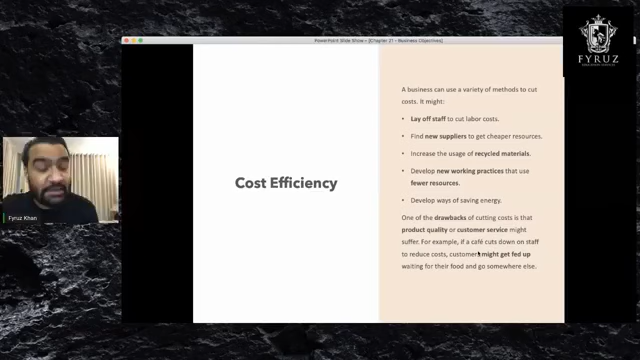 PowerPoint Slide Show - [Chapter 21 - Business Objectives]
FYRUZ
Cost Efficiency
A business can use a variety of methods to cut
costs. It might:
• Lay off staff to cut labor costs.
• Find new suppliers to get cheaper resources.
• Increase the usage of recycled materials.
• Develop new working practices that use
fewer resources.
• Develop ways of saving energy.
One of the drawbacks of cutting costs is that
product quality or customer service might
suffer. For example, if a café cuts down on staff
to reduce costs, customers might get fed up
waiting for their food and go somewhere else.
Fyruz Khan